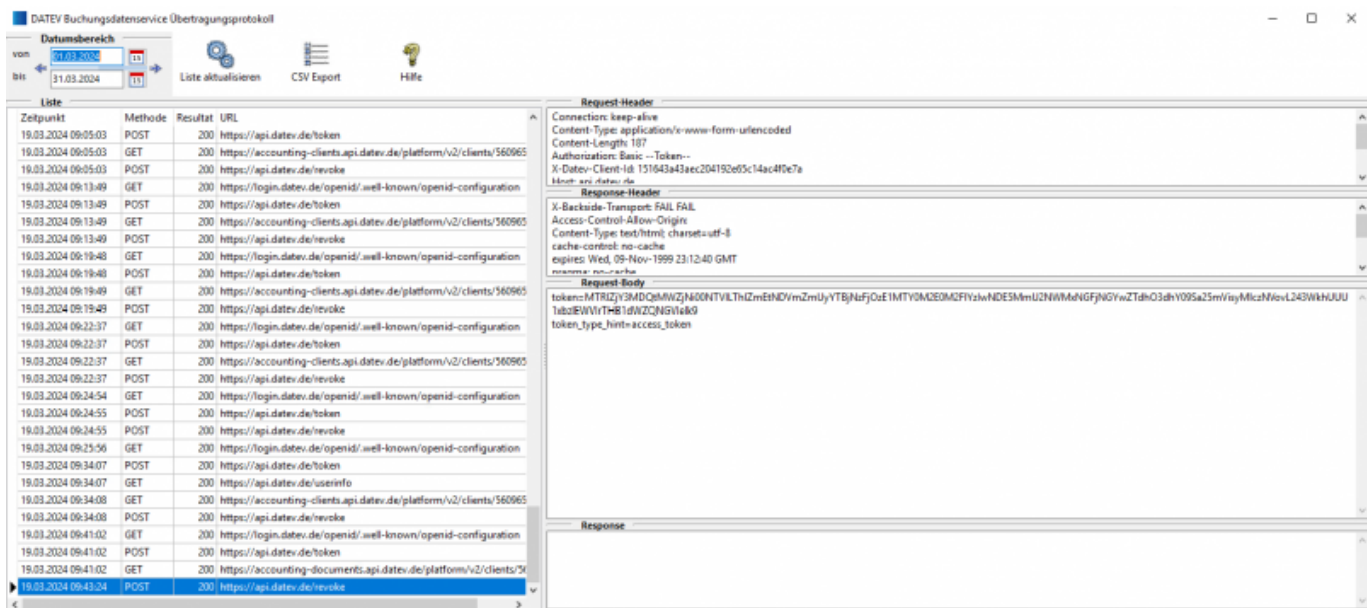 DATEV Buchungsdatenservice Übertragungsprotokoll
Datumsbereich
von 01.03.2024
bis 31.03.2024
Liste aktualisieren
CSV Export
Hilfe
Liste
Zeitpunkt Methode Resultat URL
19.03.2024 09:05:03 POST 200 https://api.datev.de/token
19.03.2024 09:05:03 GET 200 https://accounting-clients.api.datev.de/platform/v2/clients/560965
19.03.2024 09:05:03 POST 200 https://api.datev.de/revoke
19.03.2024 09:13:49 GET 200 https://login.datev.de/openid/.well-known/openid-configuration
19.03.2024 09:13:49 POST 200 https://api.datev.de/token
19.03.2024 09:13:49 GET 200 https://accounting-clients.api.datev.de/platform/v2/clients/560965
19.03.2024 09:13:49 POST 200 https://api.datev.de/revoke
19.03.2024 09:19:48 GET 200 https://login.datev.de/openid/.well-known/openid-configuration
19.03.2024 09:19:48 POST 200 https://api.datev.de/token
19.03.2024 09:19:49 GET 200 https://accounting-clients.api.datev.de/platform/v2/clients/560965
19.03.2024 09:19:49 POST 200 https://api.datev.de/revoke
19.03.2024 09:22:37 GET 200 https://login.datev.de/openid/.well-known/openid-configuration
19.03.2024 09:22:37 POST 200 https://api.datev.de/token
19.03.2024 09:22:37 GET 200 https://accounting-clients.api.datev.de/platform/v2/clients/560965
19.03.2024 09:22:37 POST 200 https://api.datev.de/revoke
19.03.2024 09:24:54 GET 200 https://login.datev.de/openid/.well-known/openid-configuration
19.03.2024 09:24:55 POST 200 https://api.datev.de/token
19.03.2024 09:24:55 POST 200 https://api.datev.de/revoke
19.03.2024 09:25:56 GET 200 https://login.datev.de/openid/.well-known/openid-configuration
19.03.2024 09:34:07 POST 200 https://api.datev.de/token
19.03.2024 09:34:07 GET 200 https://api.datev.de/userinfo
19.03.2024 09:34:08 GET 200 https://accounting-clients.api.datev.de/platform/v2/clients/560965
19.03.2024 09:34:08 POST 200 https://api.datev.de/revoke
19.03.2024 09:41:02 GET 200 https://login.datev.de/openid/.well-known/openid-configuration
19.03.2024 09:41:02 POST 200 https://api.datev.de/token
19.03.2024 09:41:02 GET 200 https://accounting-documents.api.datev.de/platform/v2/clients/5
19.03.2024 09:43:24 POST 200 https://api.datev.de/revoke
Request-Header
Connection: keep-alive
Content-Type: application/x-www-form-urlencoded
Content-Length: 187
Authorization: Basic --Token--
X-Datev-Client-Id: 151643a43aec204192e65c14ac4f0e7a
Host: api.datev.de
Response-Header
X-Backside-Transport: FAIL FAIL
Access-Control-Allow-Origin:
Content-Type: text/html; charset=utf-8
cache-control: no-cache
expires: Wed, 09-Nov-1999 23:12:40 GMT
pragma: no-cache
Request-Body
token_type_hint=access_token
Response